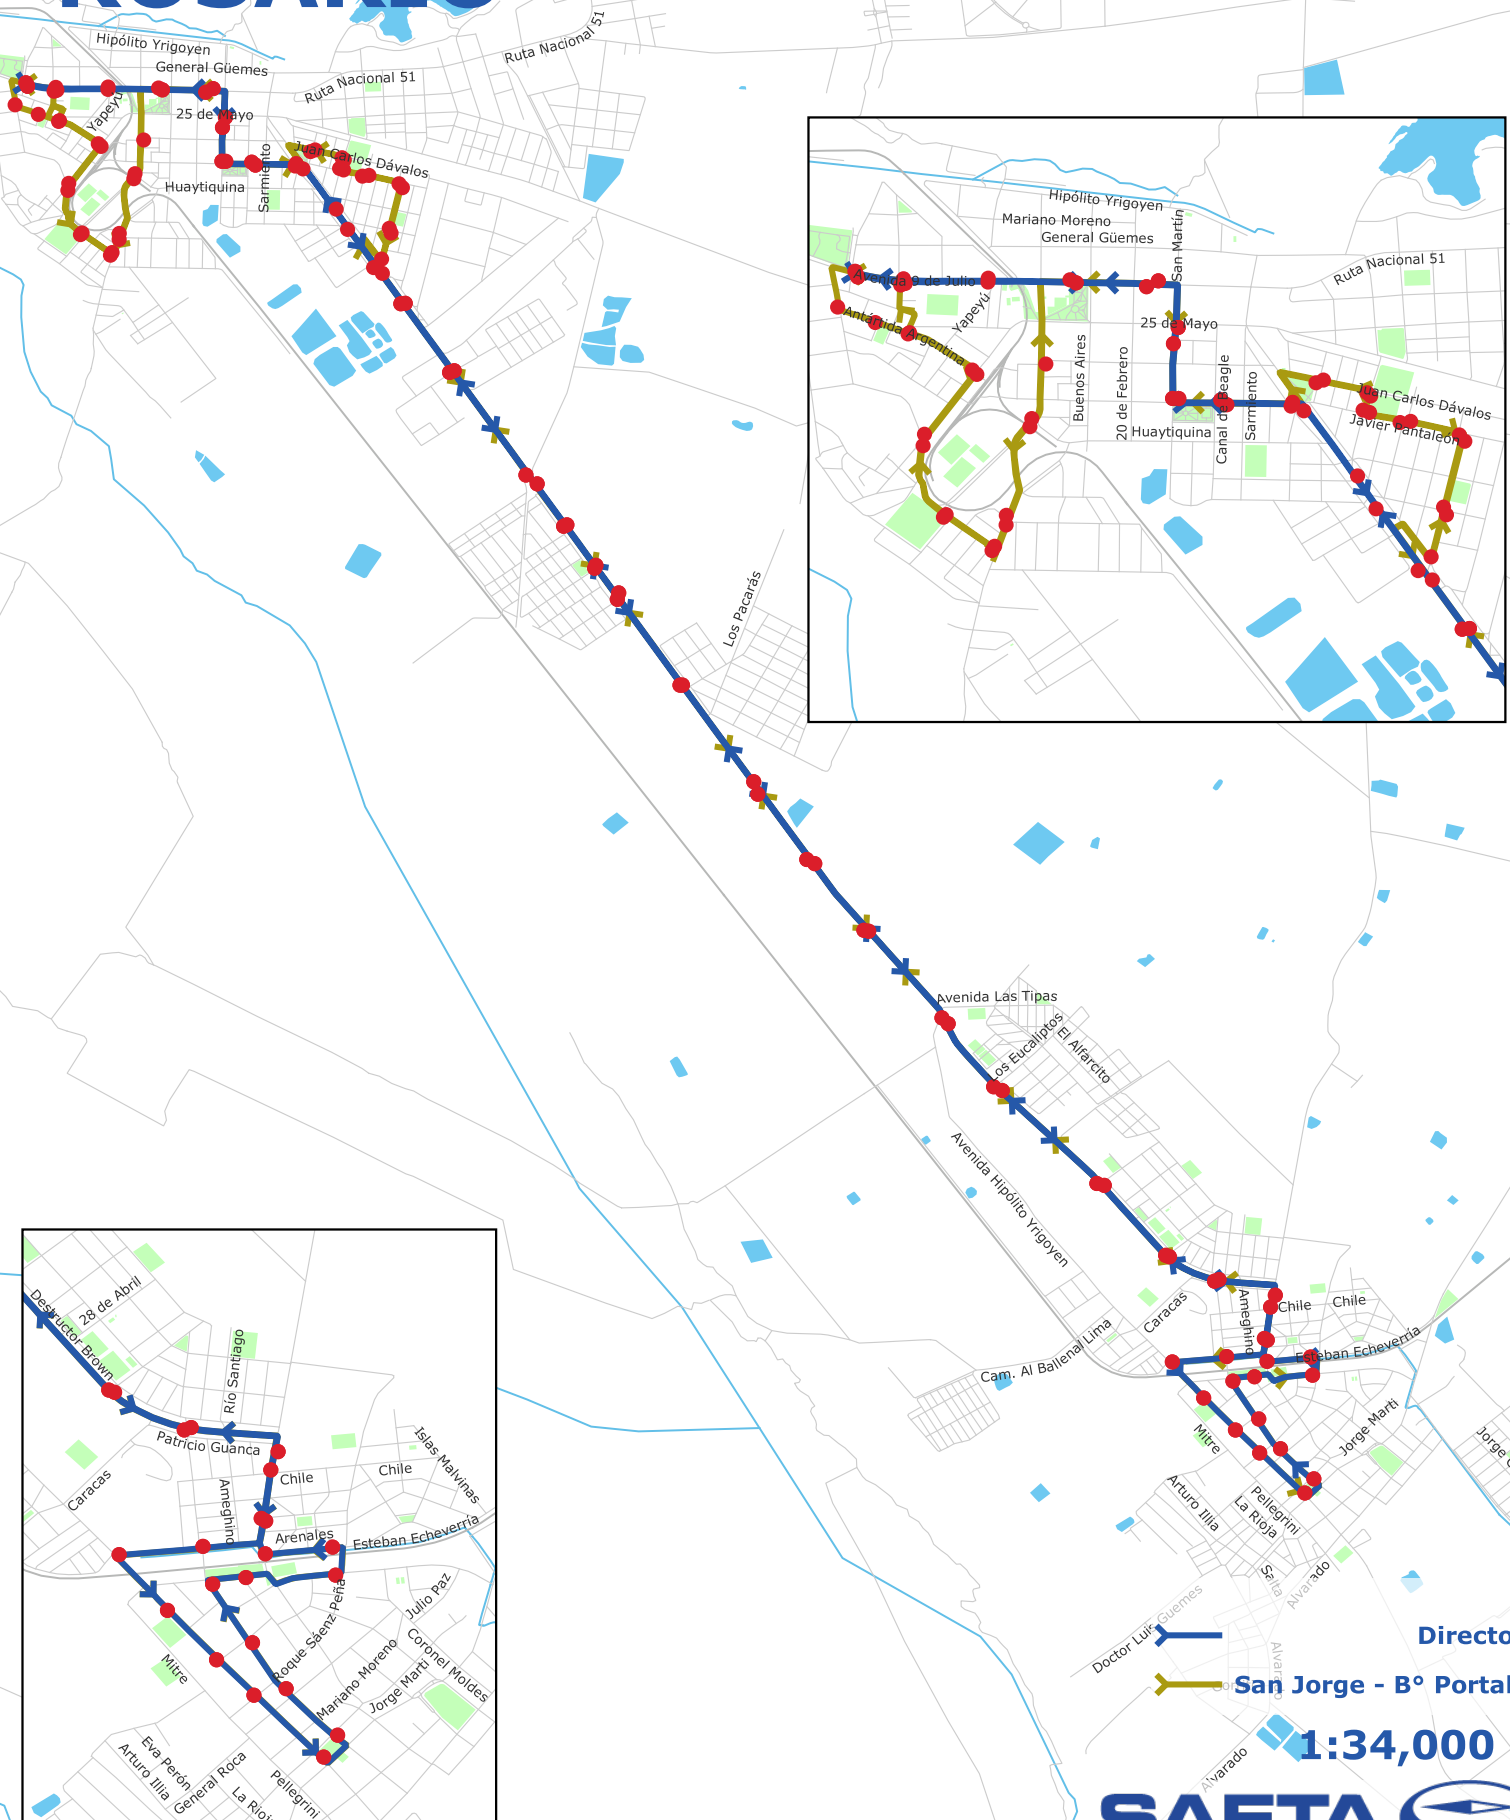 Hipólito Yrigoyen
General Güemes
Ruta Nacional 51
Ruta Nacional 51
Yapeyú
25 de Mayo
Sarmiento
Juan Carlos Dávalos
Huaytiquina
Hipólito Yrigoyen
Mariano Moreno
General Güemes
San Martín
Ruta Nacional 51
Avenida 9 de Julio
Yapeyú
Antártida Argentina
25 de Mayo
Buenos Aires
20 de Febrero
Canal de Beagle
Sarmiento
Huaytiquina
Juan Carlos Dávalos
Javier Pantaleón
Los Pacarás
Avenida Las Tipas
Los Eucaliptos
El Alfarcito
Avenida Hipólito Yrigoyen
Caracas
Ameghino
Chile
Chile
Cam. Al Ballenal
Lima
Esteban Echeverría
Mitre
Jorge Marti
Arturo Illia
Pellegrini
La Rioja
Salta
Alvarado
Doctor Luis Guemes
Alvarado
Alvarado
28 de Abril
Destructor Brown
Río Santiago
Patricio Guanca
Caracas
Ameghino
Chile
Chile
Islas Malvinas
Arenales
Esteban Echeverría
Mitre
Roque Sáenz Peña
Julio Paz
Mariano Moreno
Jorge Marti
Coronel Moldes
Eva Perón
Arturo Illia
General Roca
La Rioja
Pellegrini
San Jorge - B° Portal
1:34,000
SAETA